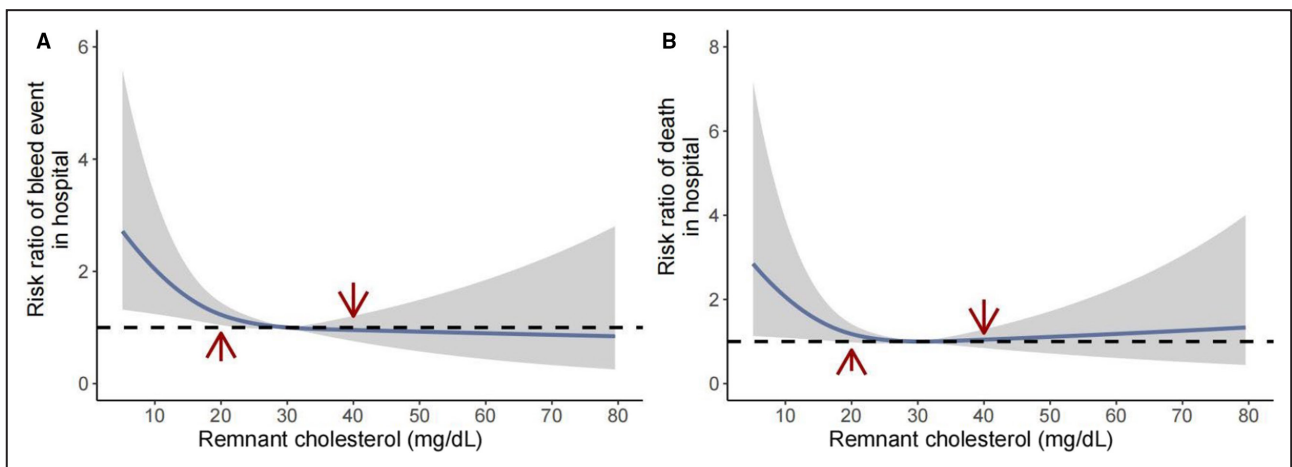 A
Risk ratio of bleed event
in hospital
6
4
2
0
10 20 30 40 50 60 70 80
Remnant cholesterol (mg/dL)
B
Risk ratio of death
in hospital
8
6
4
2
0
10 20 30 40 50 60 70 80
Remnant cholesterol (mg/dL)